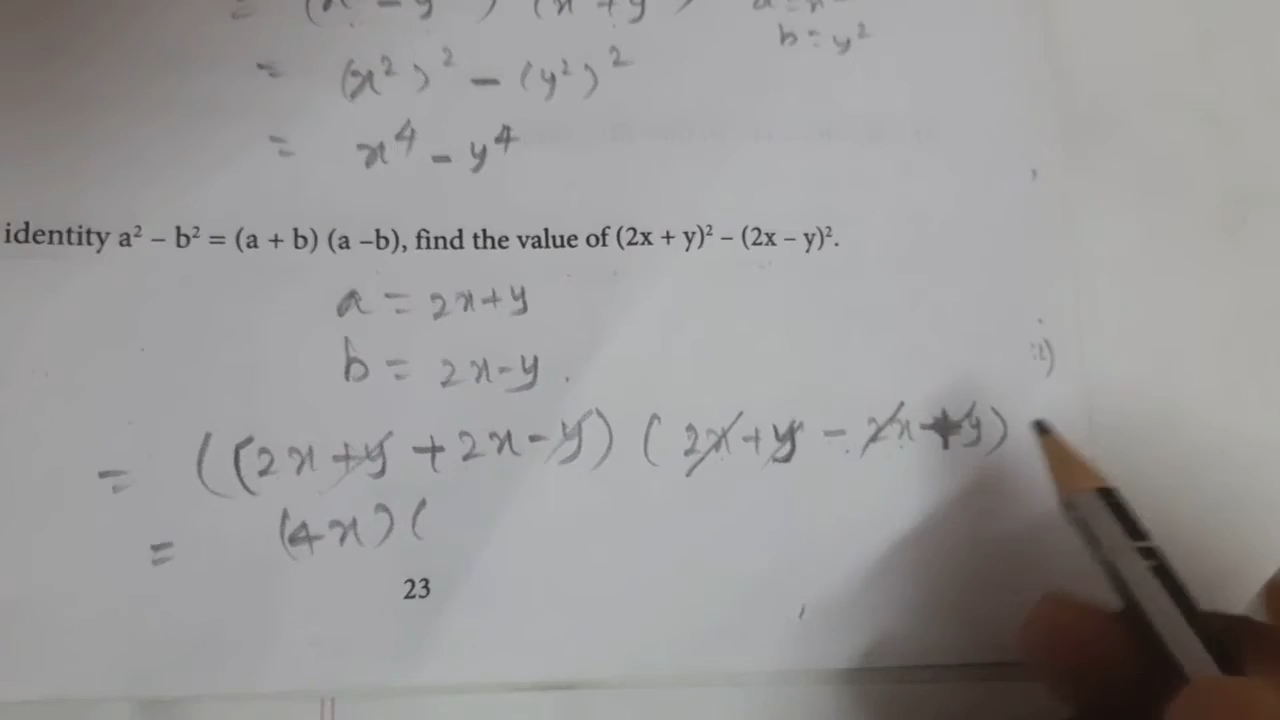 b = y²
= (x²)² - (y²)²
= x⁴ - y⁴
identity a² – b² = (a + b) (a –b), find the value of (2x + y)² – (2x – y)².
a = 2x+y
b = 2x-y.
= ((2x+y + 2x-y) (2x+y - 2x+y)
= (4x)(
23